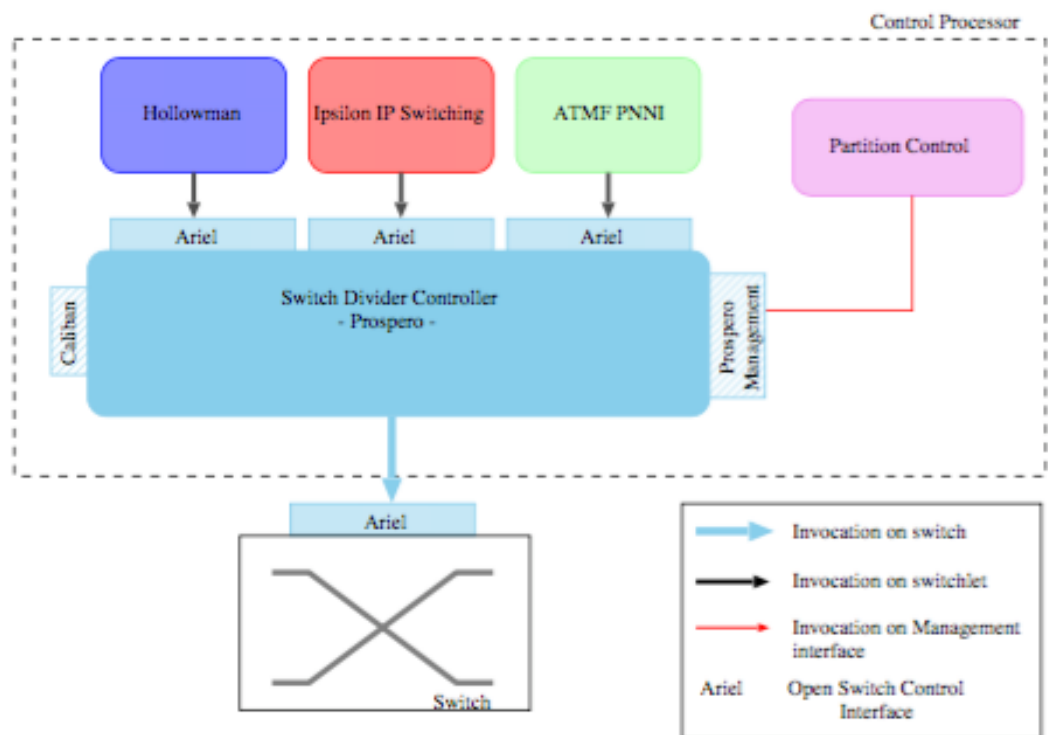 Control Processor
Hollowman
Ipsilon IP Switching
ATMF PNNI
Partition Control
Ariel
Ariel
Ariel
Caliban
Switch Divider Controller
- Prospero -
Prospero
Management
Ariel
Switch
Invocation on switch
Invocation on switchlet
Invocation on Management
interface
Ariel Open Switch Control
Interface